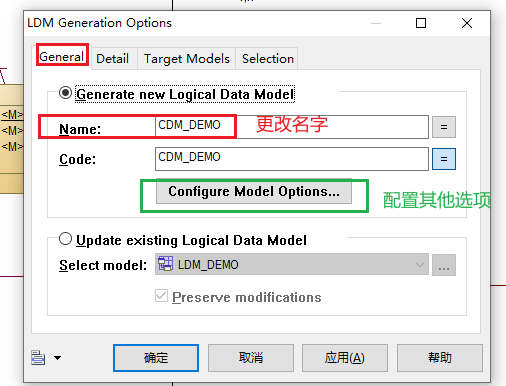 LDM Generation Options
General Detail Target Models Selection
Generate new Logical Data Model
Name: CDM_DEMO = 更改名字
Code: CDM_DEMO =
Configure Model Options... 配置其他选项
Update existing Logical Data Model
Select model: LDM_DEMO ...
Preserve modifications
确定 取消 应用(A) 帮助
<M>
<M>
<M>